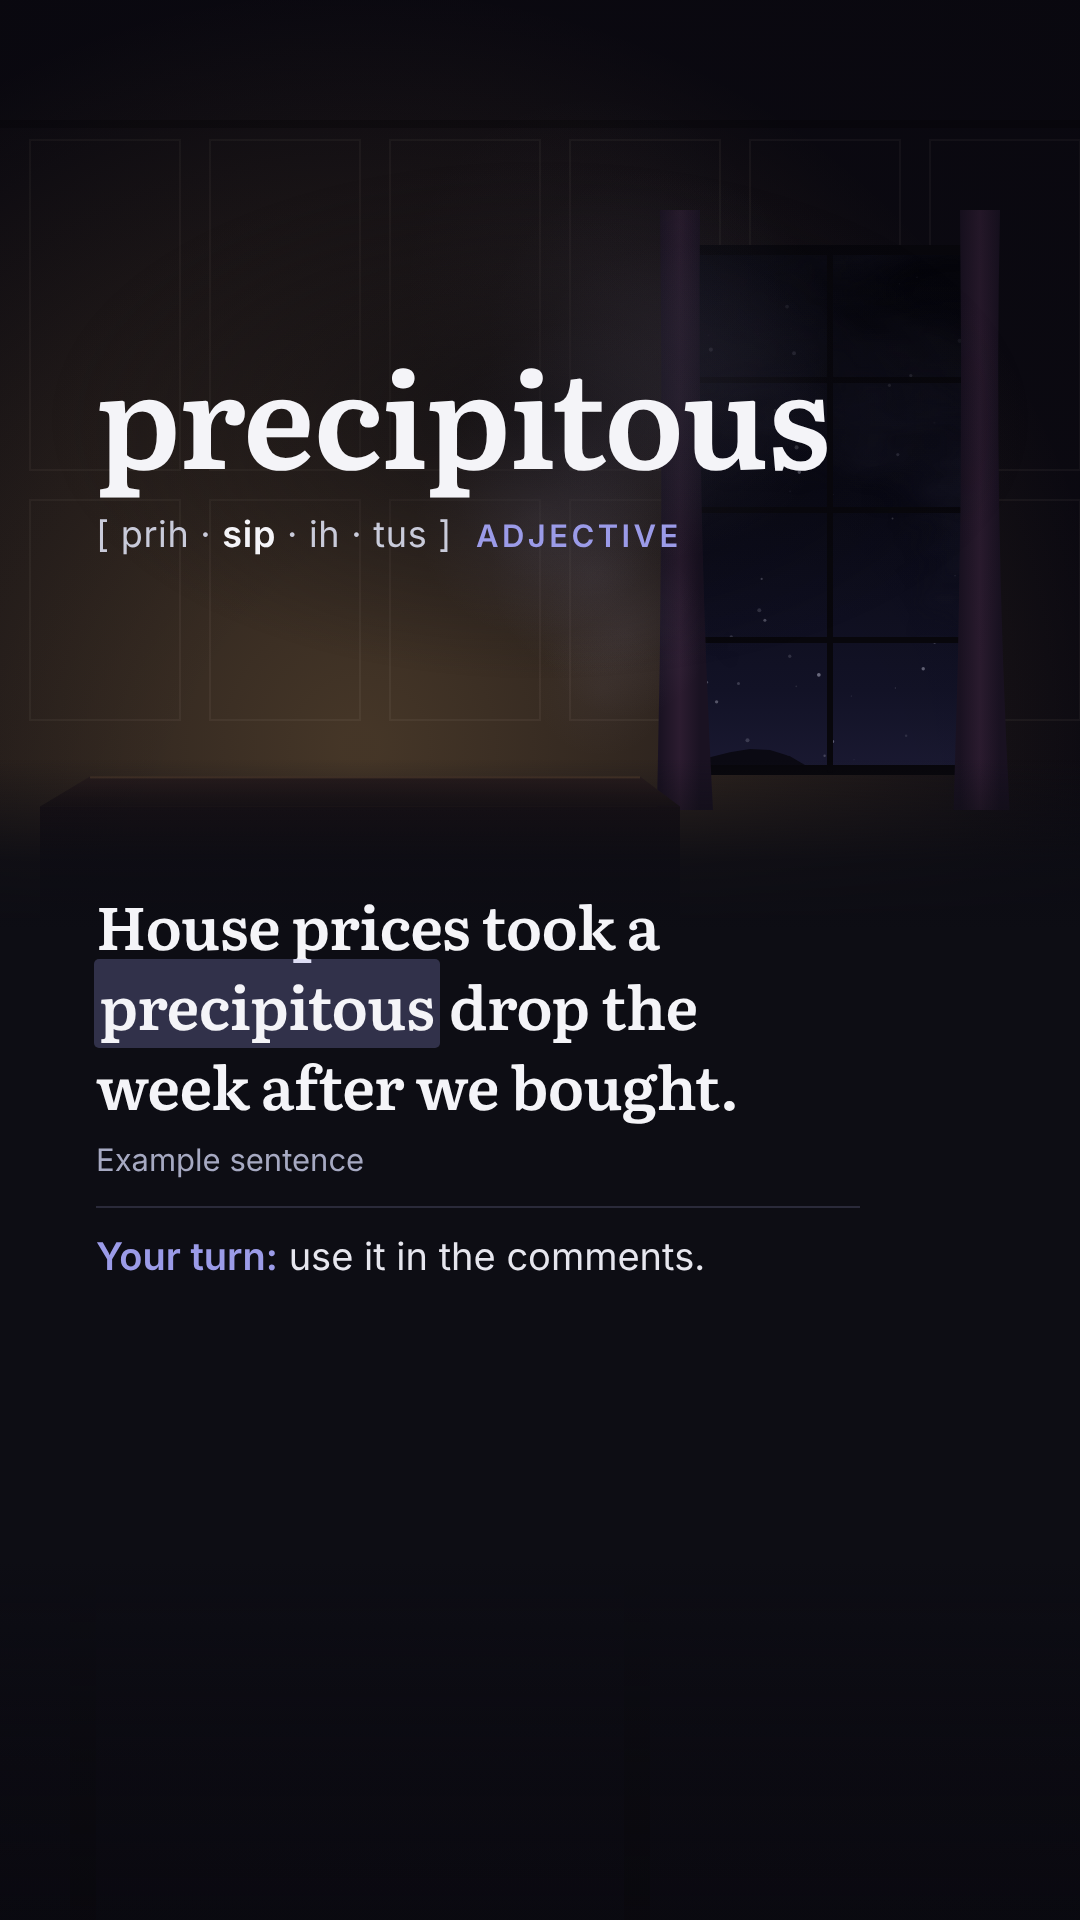 precipitous
[ prih · sip · ih · tus ] ADJECTIVE
House prices took a
precipitous drop the
week after we bought.
Example sentence
Your turn: use it in the comments.